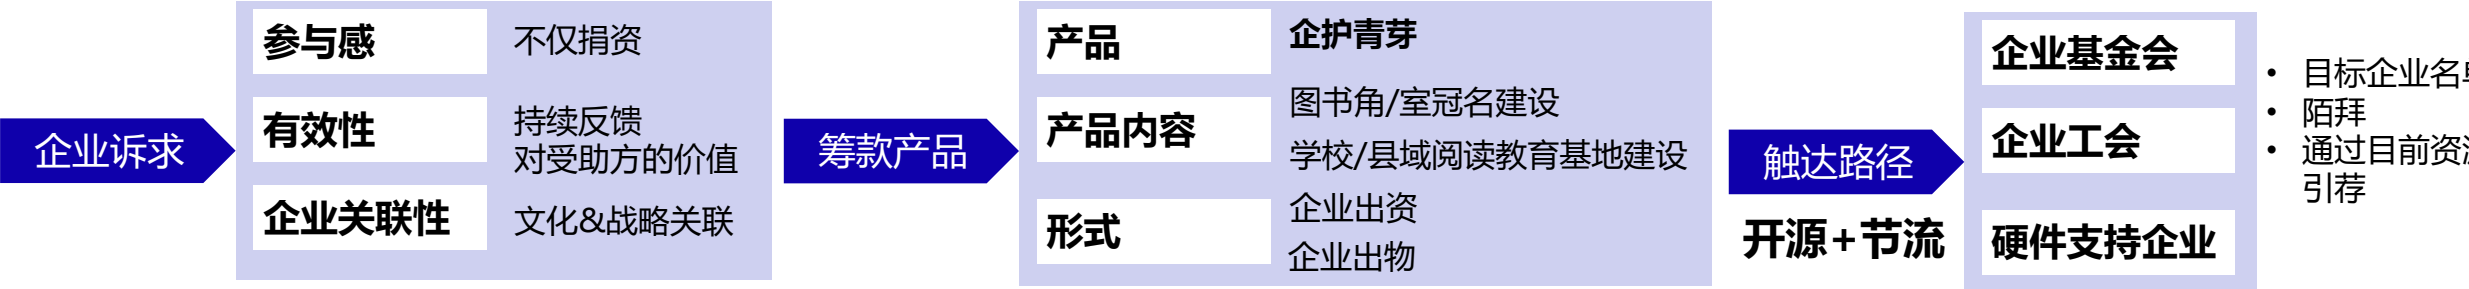 企业诉求
参与感
不仅捐资
有效性
持续反馈
对受助方的价值
企业关联性
文化&战略关联
筹款产品
产品
企护青芽
产品内容
图书角/室冠名建设
学校/县域阅读教育基地建设
形式
企业出资
企业出物
触达路径
开源+节流
企业基金会
企业工会
硬件支持企业
• 目标企业名
• 陌拜
• 通过目前资
引荐